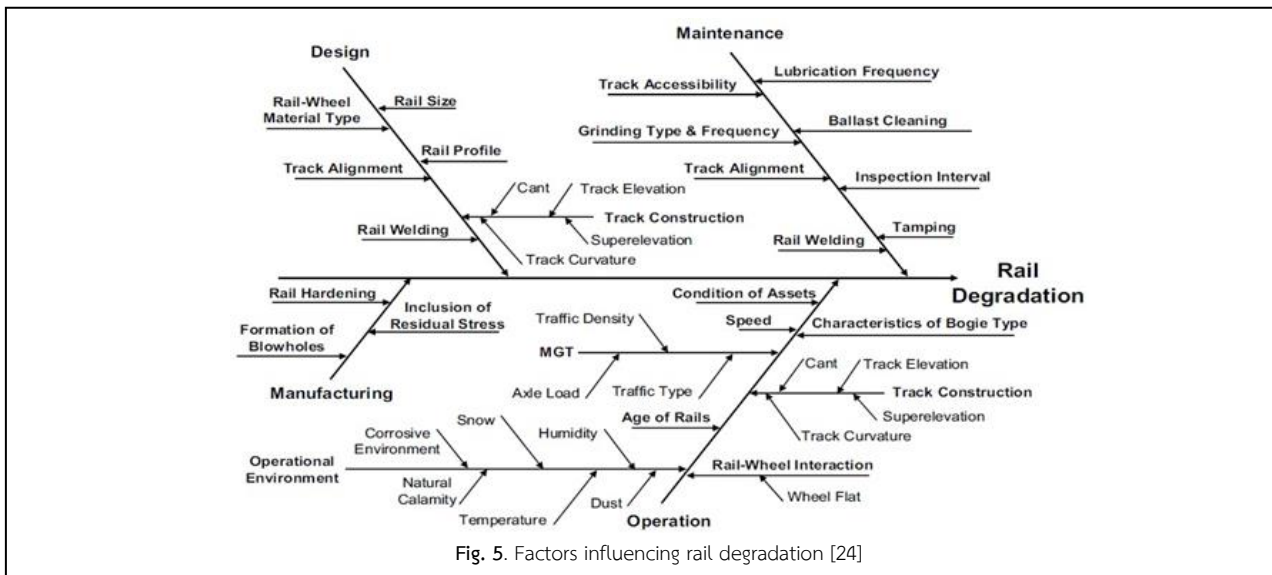 Design
Maintenance
Lubrication Frequency
Track Accessibility
Rail-Wheel
Material Type
Rail Size
Ballast Cleaning
Grinding Type & Frequency
Rail Profile
Track Alignment
Track Alignment
Inspection Interval
Cant
Track Elevation
Track Construction
Superelevation
Rail Welding
Track Curvature
Tamping
Rail Welding
Rail
Degradation
Rail Hardening
Inclusion of
Residual Stress
Formation of
Blowholes
Manufacturing
Condition of Assets
Traffic Density
Speed
Characteristics of Bogie Type
MGT
Axle Load
Traffic Type
Cant
Track Elevation
Track Construction
Superelevation
Track Curvature
Age of Rails
Snow
Humidity
Corrosive
Environment
Operational
Environment
Natural
Calamity
Temperature
Dust
Rail-Wheel Interaction
Wheel Flat
Operation
Fig. 5. Factors influencing rail degradation [24]